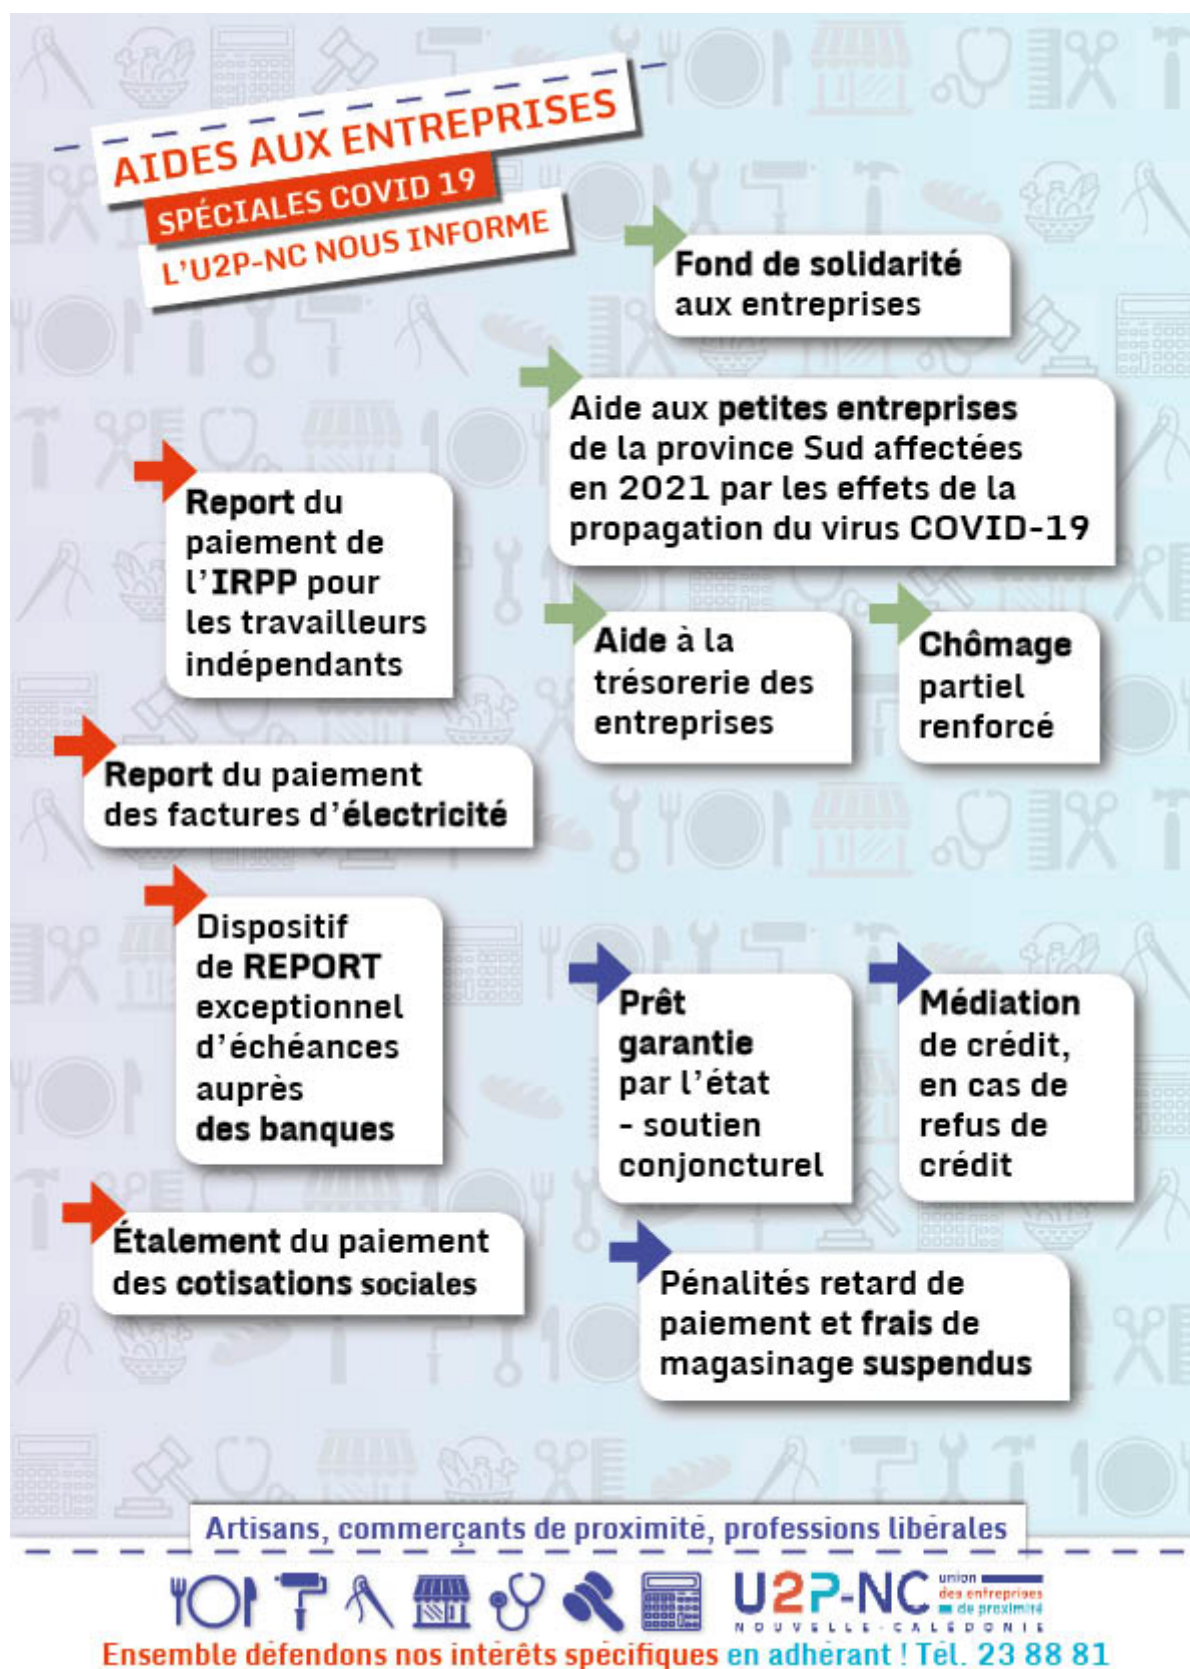 AIDES AUX ENTREPRISES
SPÉCIALES COVID 19
L'U2P-NC NOUS INFORME
Fond de solidarité
aux entreprises
Aide aux petites entreprises
de la province Sud affectées
en 2021 par les effets de la
propagation du virus COVID-19
Report du
paiement de
l'IRPP pour
les travailleurs
indépendants
Aide à la
trésorerie des
entreprises
Chômage
partiel
renforcé
Report du paiement
des factures d'électricité
Dispositif
de REPORT
exceptionnel
d'échéances
auprès
des banques
Prêt
garantie
par l'état
- soutien
conjoncturel
Médiation
de crédit,
en cas de
refus de
crédit
Étalement du paiement
des cotisations sociales
Pénalités retard de
paiement et frais de
magasinage suspendus
Artisans, commerçants de proximité, professions libérales
U2P-NC
union
des entreprises
de proximité
NOUVELLE-CALÉDONIE
Ensemble défendons nos intérêts spécifiques en adhérant ! Tél. 23 88 81